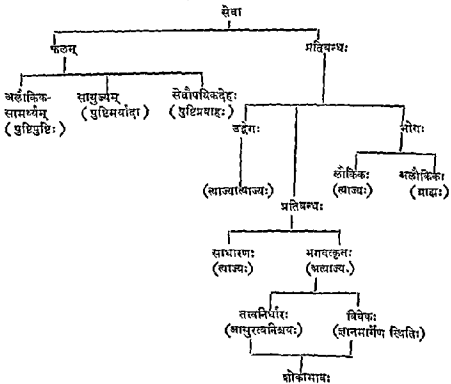 सेवा
फलम्
प्रतिबन्धः
अलौकिक-
सामर्थ्यम्
(पुष्टिपुष्टिः)
सायुज्यम्
(पुष्टिमर्यादा)
सेवौपयिकदेहः
(पुष्टिप्रवाहः)
उद्वेगः
भोगः
(त्याज्यात्याज्यः)
लौकिकः
(त्याज्यः)
अलौकिकः
(ग्राह्यः)
प्रतिबन्धः
साधारणः
(त्याज्यः)
भगवत्कृतः
(अत्याज्यः)
तत्त्वनिर्धारः
(आसुरत्वनिश्चयः)
विवेकः
(ज्ञानमार्गेण स्थितिः)
शोकाभावः